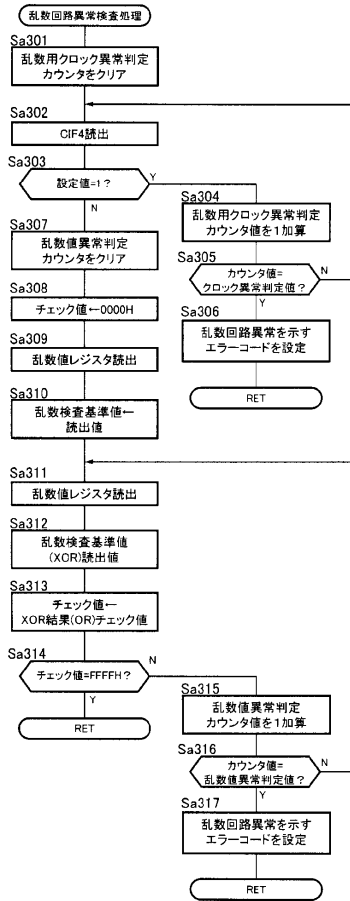 乱数回路異常検査処理
Sa301
乱数用クロック異常判定
カウンタをクリア
Sa302
CIF4読出
Sa303
設定値=1？
Y
N
Sa304
乱数用クロック異常判定
カウンタ値を1加算
Sa305
カウンタ値=
クロック異常判定値？
N
Y
Sa306
乱数回路異常を示す
エラーコードを設定
RET
Sa307
乱数値異常判定
カウンタをクリア
Sa308
チェック値←0000H
Sa309
乱数値レジスタ読出
Sa310
乱数検査基準値←
読出値
Sa311
乱数値レジスタ読出
Sa312
乱数検査基準値
(XOR)読出値
Sa313
チェック値←
XOR結果(OR)チェック値
Sa314
チェック値=FFFFH？
N
Y
RET
Sa315
乱数値異常判定
カウンタ値を1加算
Sa316
カウンタ値=
乱数値異常判定値？
N
Y
Sa317
乱数回路異常を示す
エラーコードを設定
RET